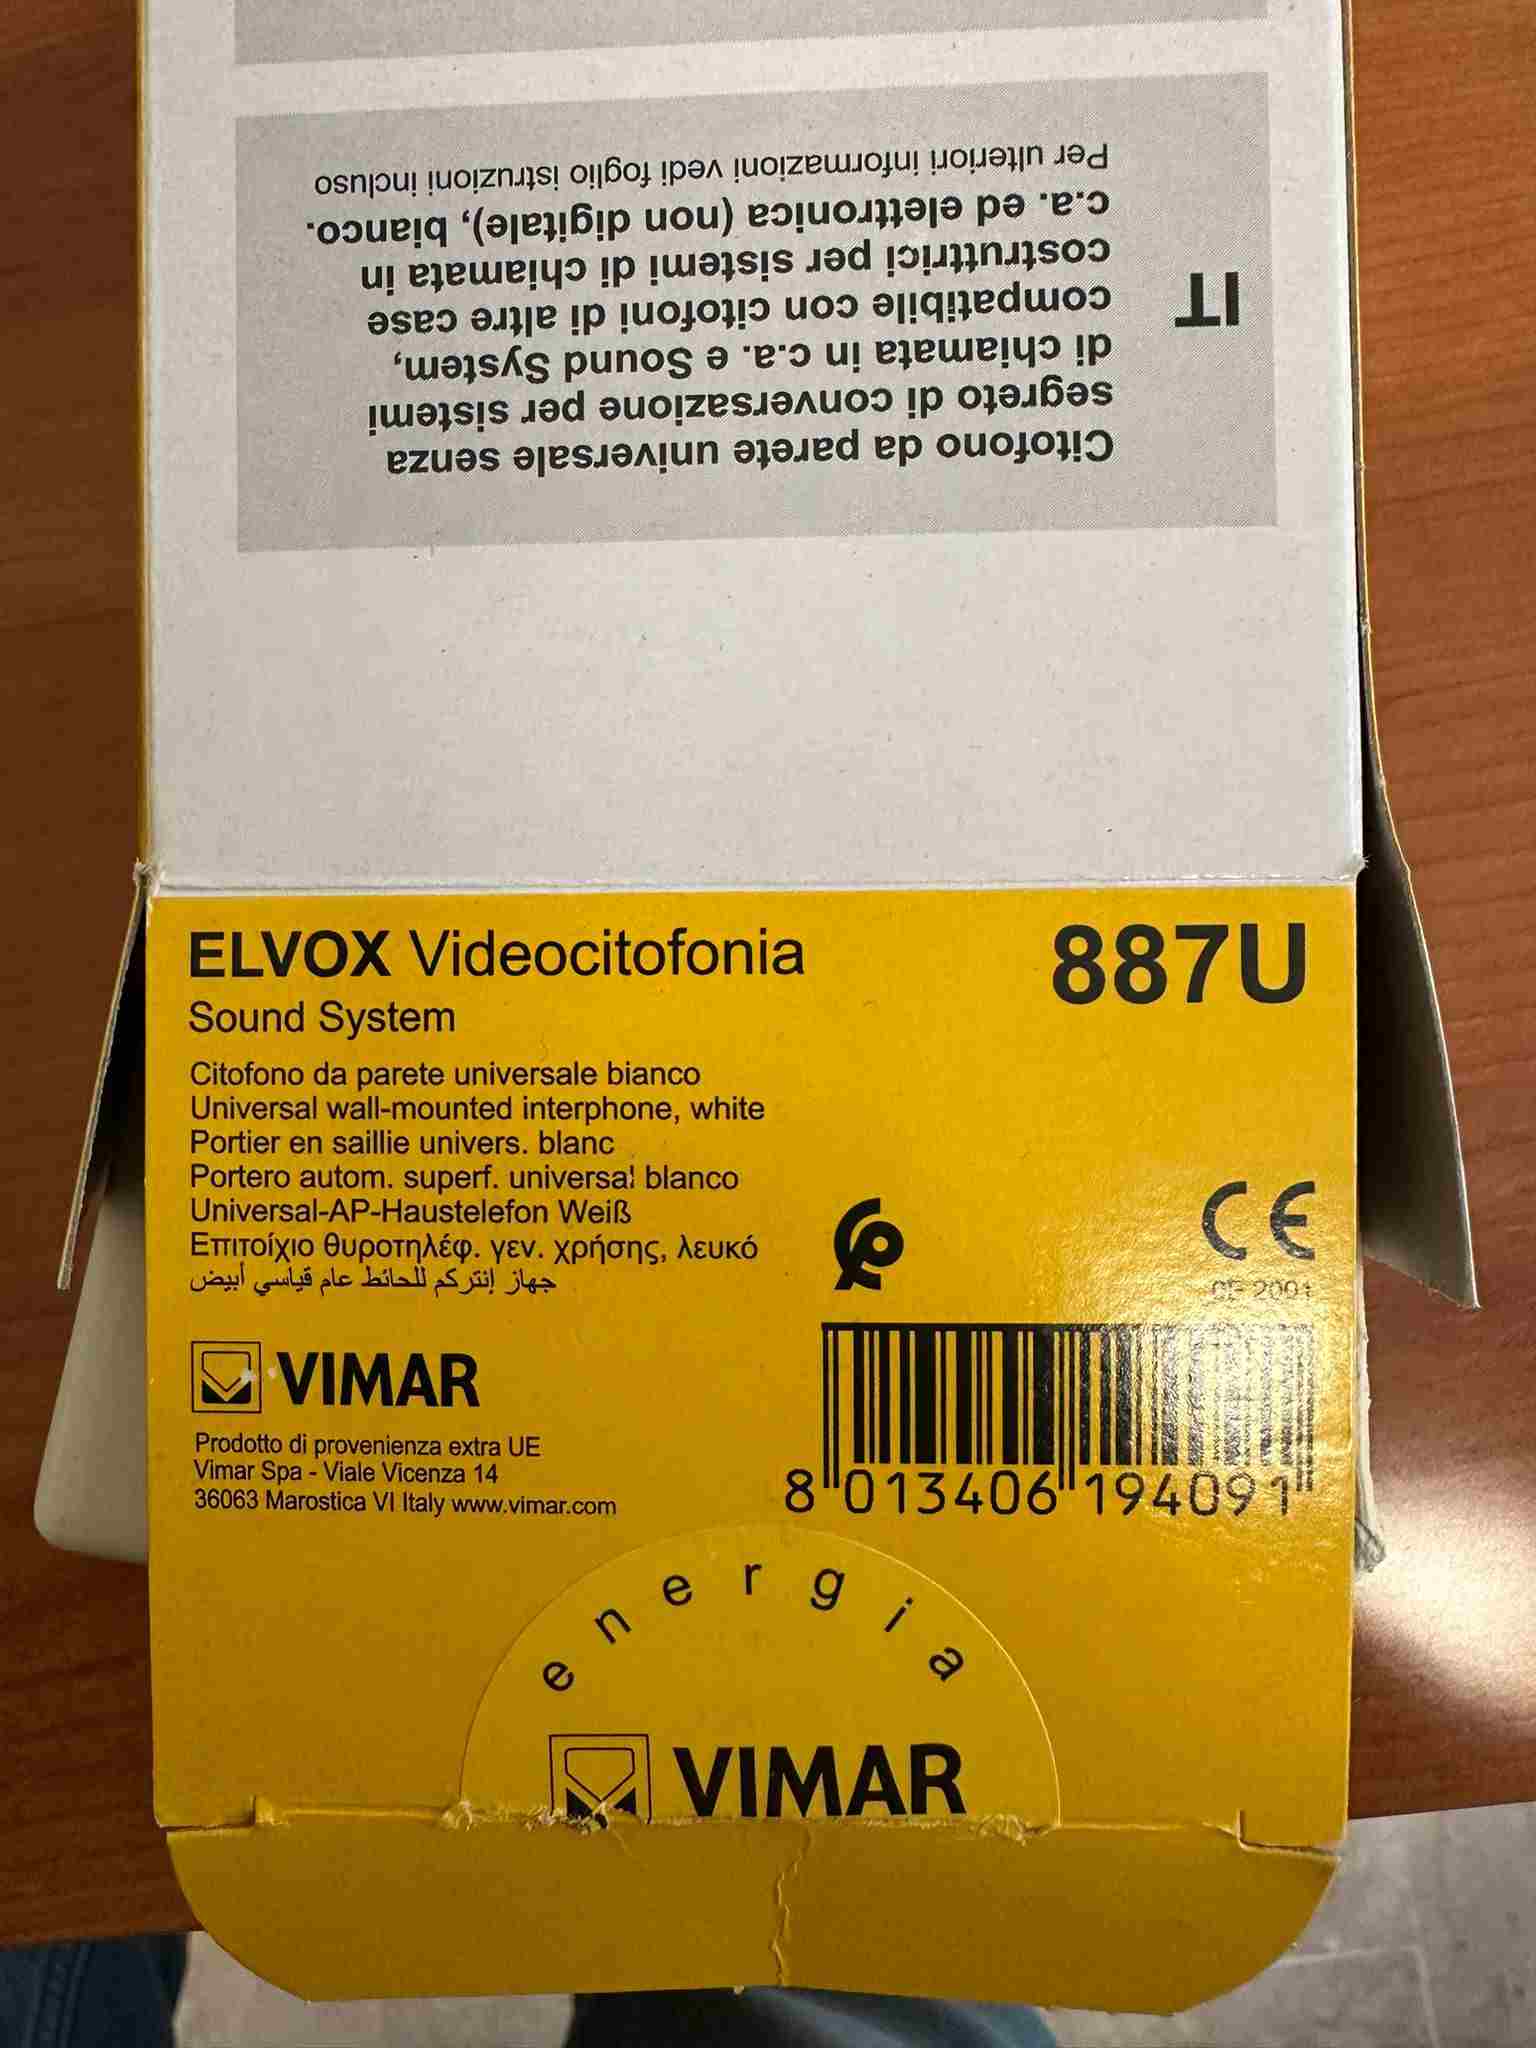 Citofono da parete universale senza
segreto di conversazione per sistemi
di chiamata in c.a. e Sound System,
compatibile con citofoni di altre case
costruttrici per sistemi di chiamata in
c.a. ed elettronica (non digitale), bianco.
Per ulteriori informazioni vedi foglio istruzioni incluso
IT
ELVOX Videocitofonia
887U
Sound System
Citofono da parete universale bianco
Universal wall-mounted interphone, white
Portier en saillie univers. blanc
Portero autom. superf. universal blanco
Universal-AP-Haustelefon Weiß
Επιτοίχιο θυροτηλέφ. γεν. χρήσης, λευκό
جهاز إنتركم للحائط عام قياسي أبيض
CE
VIMAR
Prodotto di provenienza extra UE
Vimar Spa - Viale Vicenza 14
36063 Marostica VI Italy www.vimar.com
8 013406 194091
energia
VIMAR